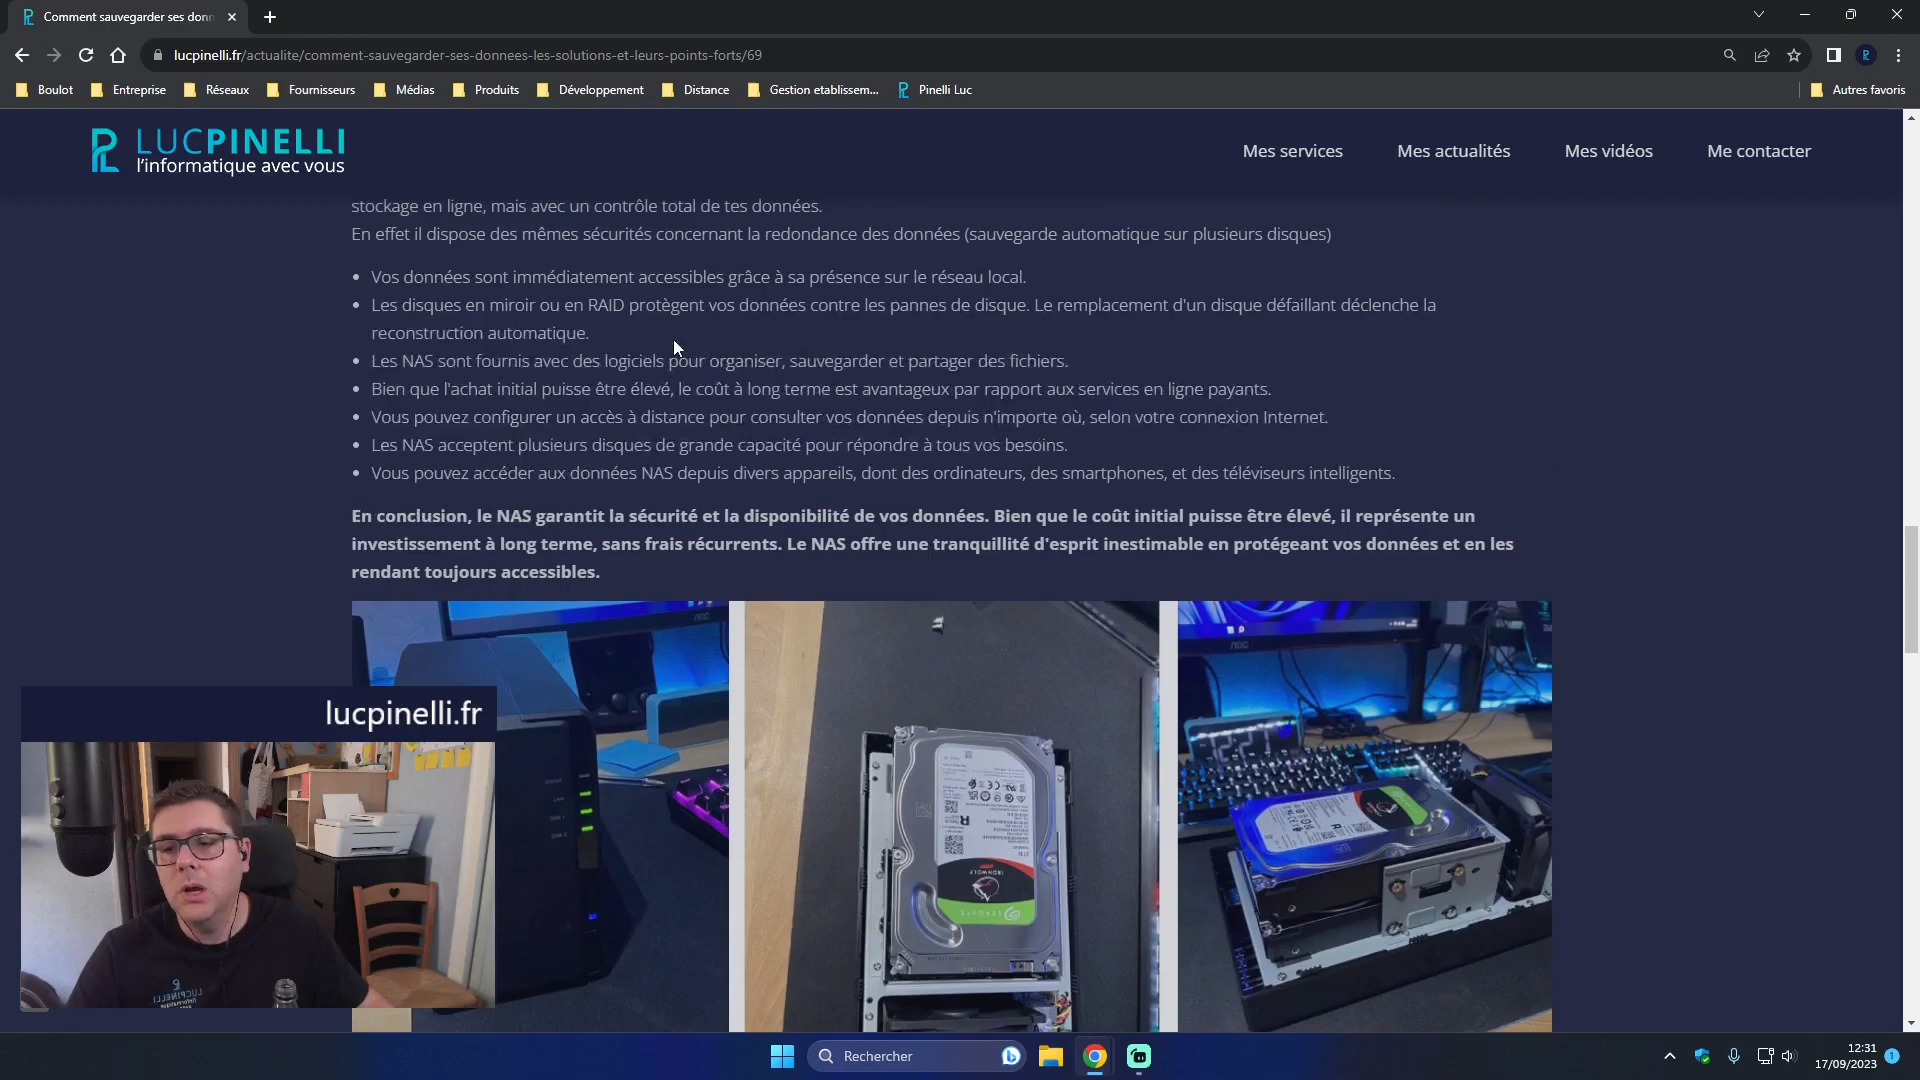 Comment sauvegarder ses donn
lucpinelli.fr/actualite/comment-sauvegarder-ses-donnees-les-solutions-et-leurs-points-forts/69
Boulot Entreprise Réseaux Fournisseurs Médias Produits Développement Distance Gestion etablissem... Pinelli Luc Autres favoris
LUCPINELLI
l'informatique avec vous
Mes services Mes actualités Mes vidéos Me contacter
stockage en ligne, mais avec un contrôle total de tes données.
En effet il dispose des mêmes sécurités concernant la redondance des données (sauvegarde automatique sur plusieurs disques)
• Vos données sont immédiatement accessibles grâce à sa présence sur le réseau local.
• Les disques en miroir ou en RAID protègent vos données contre les pannes de disque. Le remplacement d'un disque défaillant déclenche la
reconstruction automatique.
• Les NAS sont fournis avec des logiciels pour organiser, sauvegarder et partager des fichiers.
• Bien que l'achat initial puisse être élevé, le coût à long terme est avantageux par rapport aux services en ligne payants.
• Vous pouvez configurer un accès à distance pour consulter vos données depuis n'importe où, selon votre connexion Internet.
• Les NAS acceptent plusieurs disques de grande capacité pour répondre à tous vos besoins.
• Vous pouvez accéder aux données NAS depuis divers appareils, dont des ordinateurs, des smartphones, et des téléviseurs intelligents.
En conclusion, le NAS garantit la sécurité et la disponibilité de vos données. Bien que le coût initial puisse être élevé, il représente un
investissement à long terme, sans frais récurrents. Le NAS offre une tranquillité d'esprit inestimable en protégeant vos données et en les
rendant toujours accessibles.
lucpinelli.fr
IRONWOLF
SEAGATE
LUCPINELLI
Rechercher
12:31
17/09/2023
1